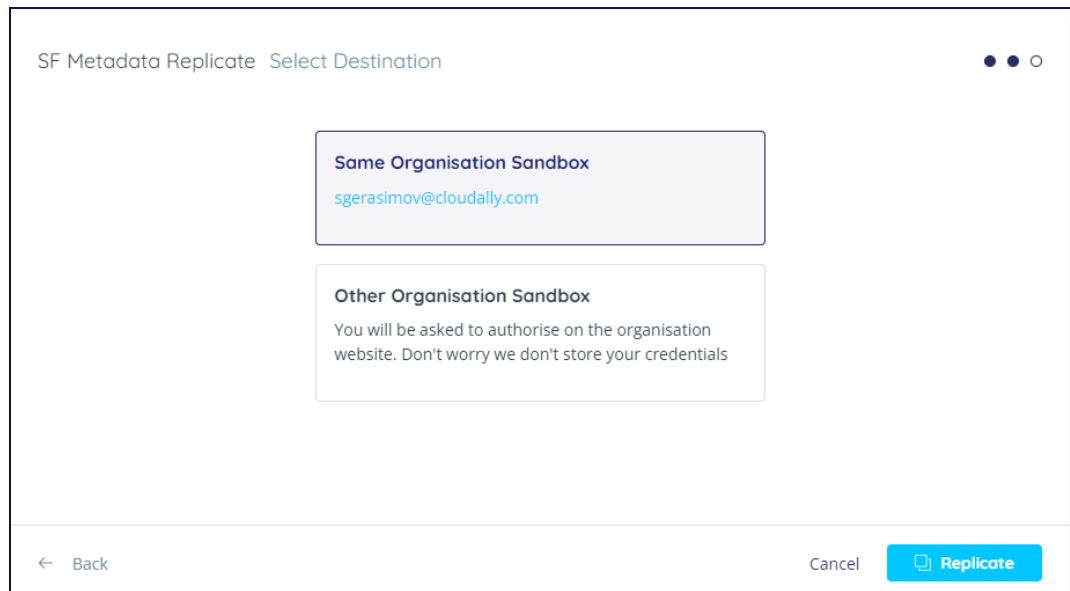 SF Metadata Replicate Select Destination
Same Organisation Sandbox
sgerasimov@cloudally.com
Other Organisation Sandbox
You will be asked to authorise on the organisation
website. Don't worry we don't store your credentials
Back
Cancel
Replicate